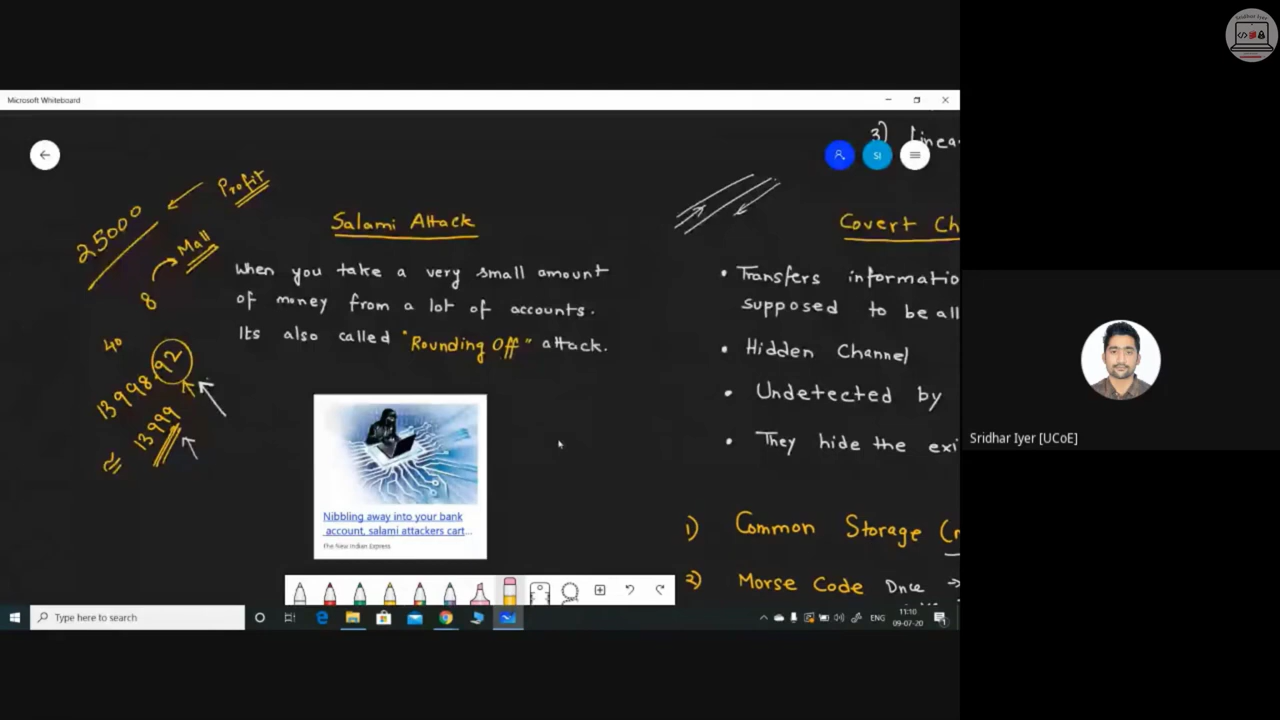 Sridhar Iyer
Microsoft Whiteboard
SI
3) Linea
25000
Profit
Mall
8
40
13998.92
≅ 13999
Salami Attack
When you take a very small amount
of money from a lot of accounts.
Its also called "Rounding Off" attack.
Nibbling away into your bank
account, salami attackers cart...
The New Indian Express
Covert Ch
• Transfers informatio
supposed to be all
• Hidden Channel
• Undetected by
• They hide the exi
1) Common Storage (
2) Morse Code
Type here to search
ENG
11:10
09-07-20
Sridhar Iyer [UCoE]